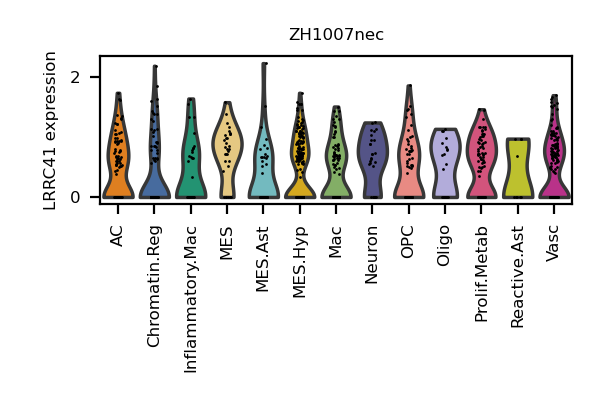 ZH1007nec
LRRC41 expression
2
0
AC
Chromatin.Reg
Inflammatory.Mac
MES
MES.Ast
MES.Hyp
Mac
Neuron
OPC
Oligo
Prolif.Metab
Reactive.Ast
Vasc